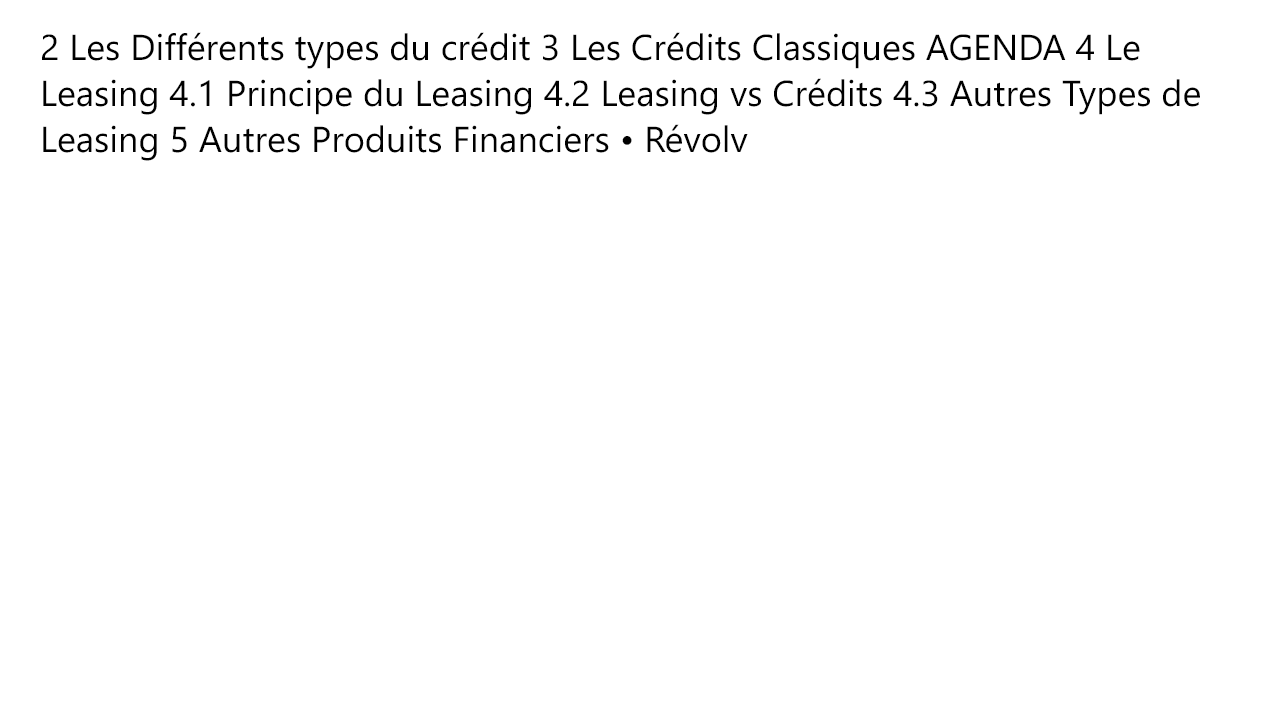 2 Les Différents types du crédit 3 Les Crédits Classiques AGENDA 4 Le
Leasing 4.1 Principe du Leasing 4.2 Leasing vs Crédits 4.3 Autres Types de
Leasing 5 Autres Produits Financiers • Révolv